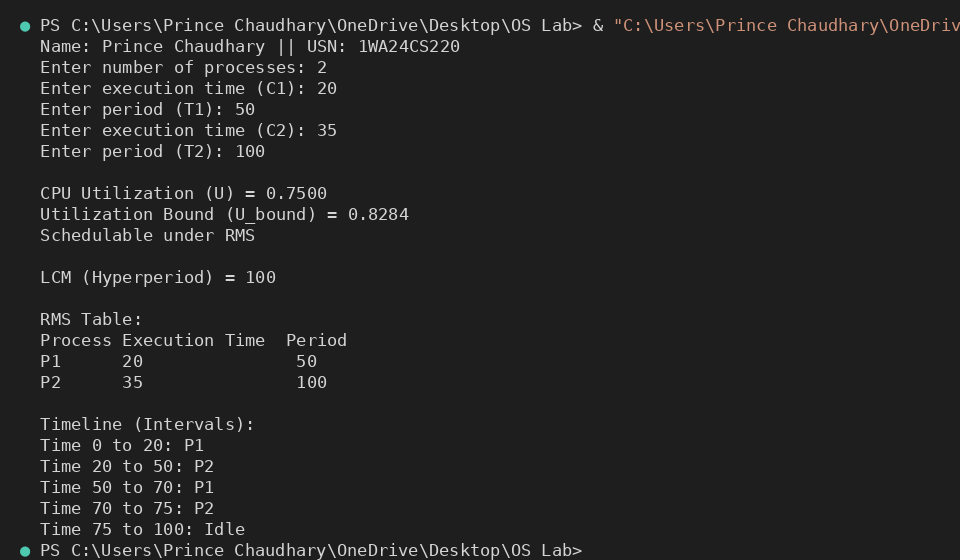 PS C:\Users\Prince Chaudhary\OneDrive\Desktop\OS Lab> & "C:\Users\Prince Chaudhary\OneDriv
Name: Prince Chaudhary || USN: 1WA24CS220
Enter number of processes: 2
Enter execution time (C1): 20
Enter period (T1): 50
Enter execution time (C2): 35
Enter period (T2): 100
CPU Utilization (U) = 0.7500
Utilization Bound (U_bound) = 0.8284
Schedulable under RMS
LCM (Hyperperiod) = 100
RMS Table:
Process Execution Time  Period
P1      20               50
P2      35               100
Timeline (Intervals):
Time 0 to 20: P1
Time 20 to 50: P2
Time 50 to 70: P1
Time 70 to 75: P2
Time 75 to 100: Idle
PS C:\Users\Prince Chaudhary\OneDrive\Desktop\OS Lab>